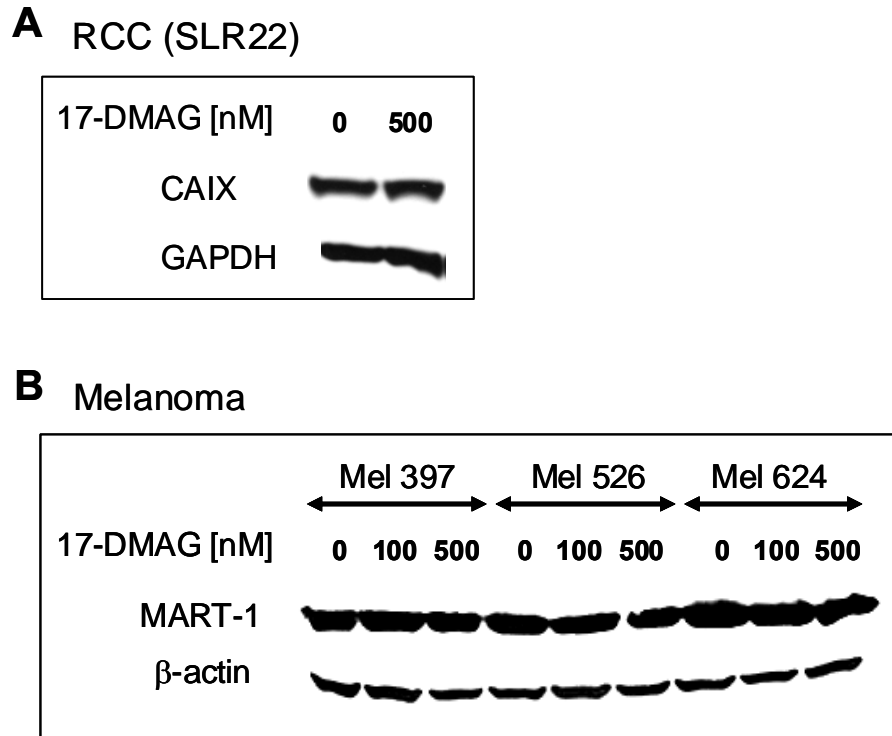 A RCC (SLR22)
17-DMAG [nM] 0 500
CAIX
GAPDH
B Melanoma
Mel 397 Mel 526 Mel 624
17-DMAG [nM] 0 100 500 0 100 500 0 100 500
MART-1
β-actin